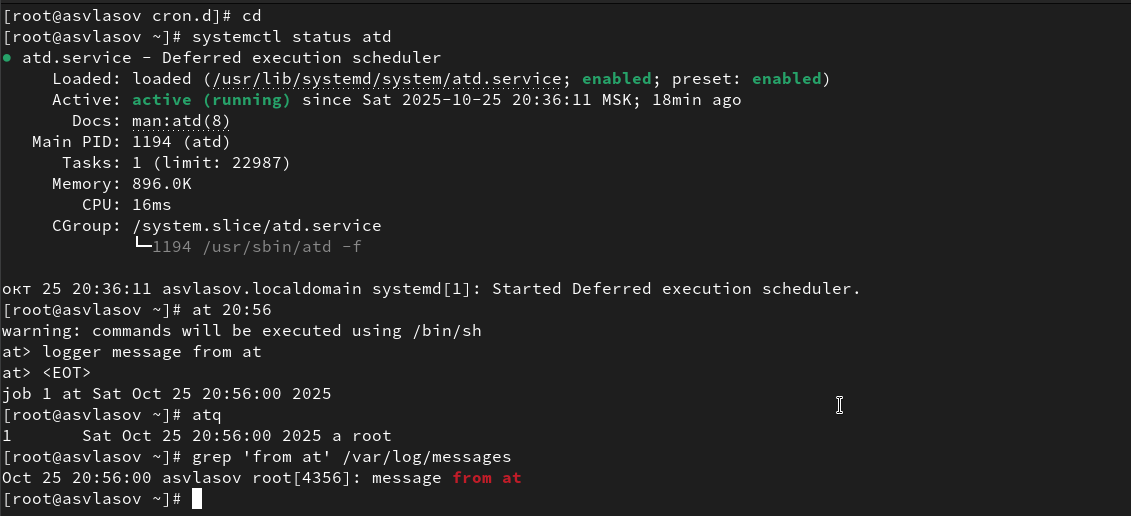 [root@asvlasov cron.d]# cd
[root@asvlasov ~]# systemctl status atd
● atd.service – Deferred execution scheduler
     Loaded: loaded (/usr/lib/systemd/system/atd.service; enabled; preset: enabled)
     Active: active (running) since Sat 2025-10-25 20:36:11 MSK; 18min ago
       Docs: man:atd(8)
   Main PID: 1194 (atd)
      Tasks: 1 (limit: 22987)
     Memory: 896.0K
        CPU: 16ms
     CGroup: /system.slice/atd.service
             └─1194 /usr/sbin/atd -f
окт 25 20:36:11 asvlasov.localdomain systemd[1]: Started Deferred execution scheduler.
[root@asvlasov ~]# at 20:56
warning: commands will be executed using /bin/sh
at> logger message from at
at> <EOT>
job 1 at Sat Oct 25 20:56:00 2025
[root@asvlasov ~]# atq
1       Sat Oct 25 20:56:00 2025 a root
[root@asvlasov ~]# grep 'from at' /var/log/messages
Oct 25 20:56:00 asvlasov root[4356]: message from at
[root@asvlasov ~]#